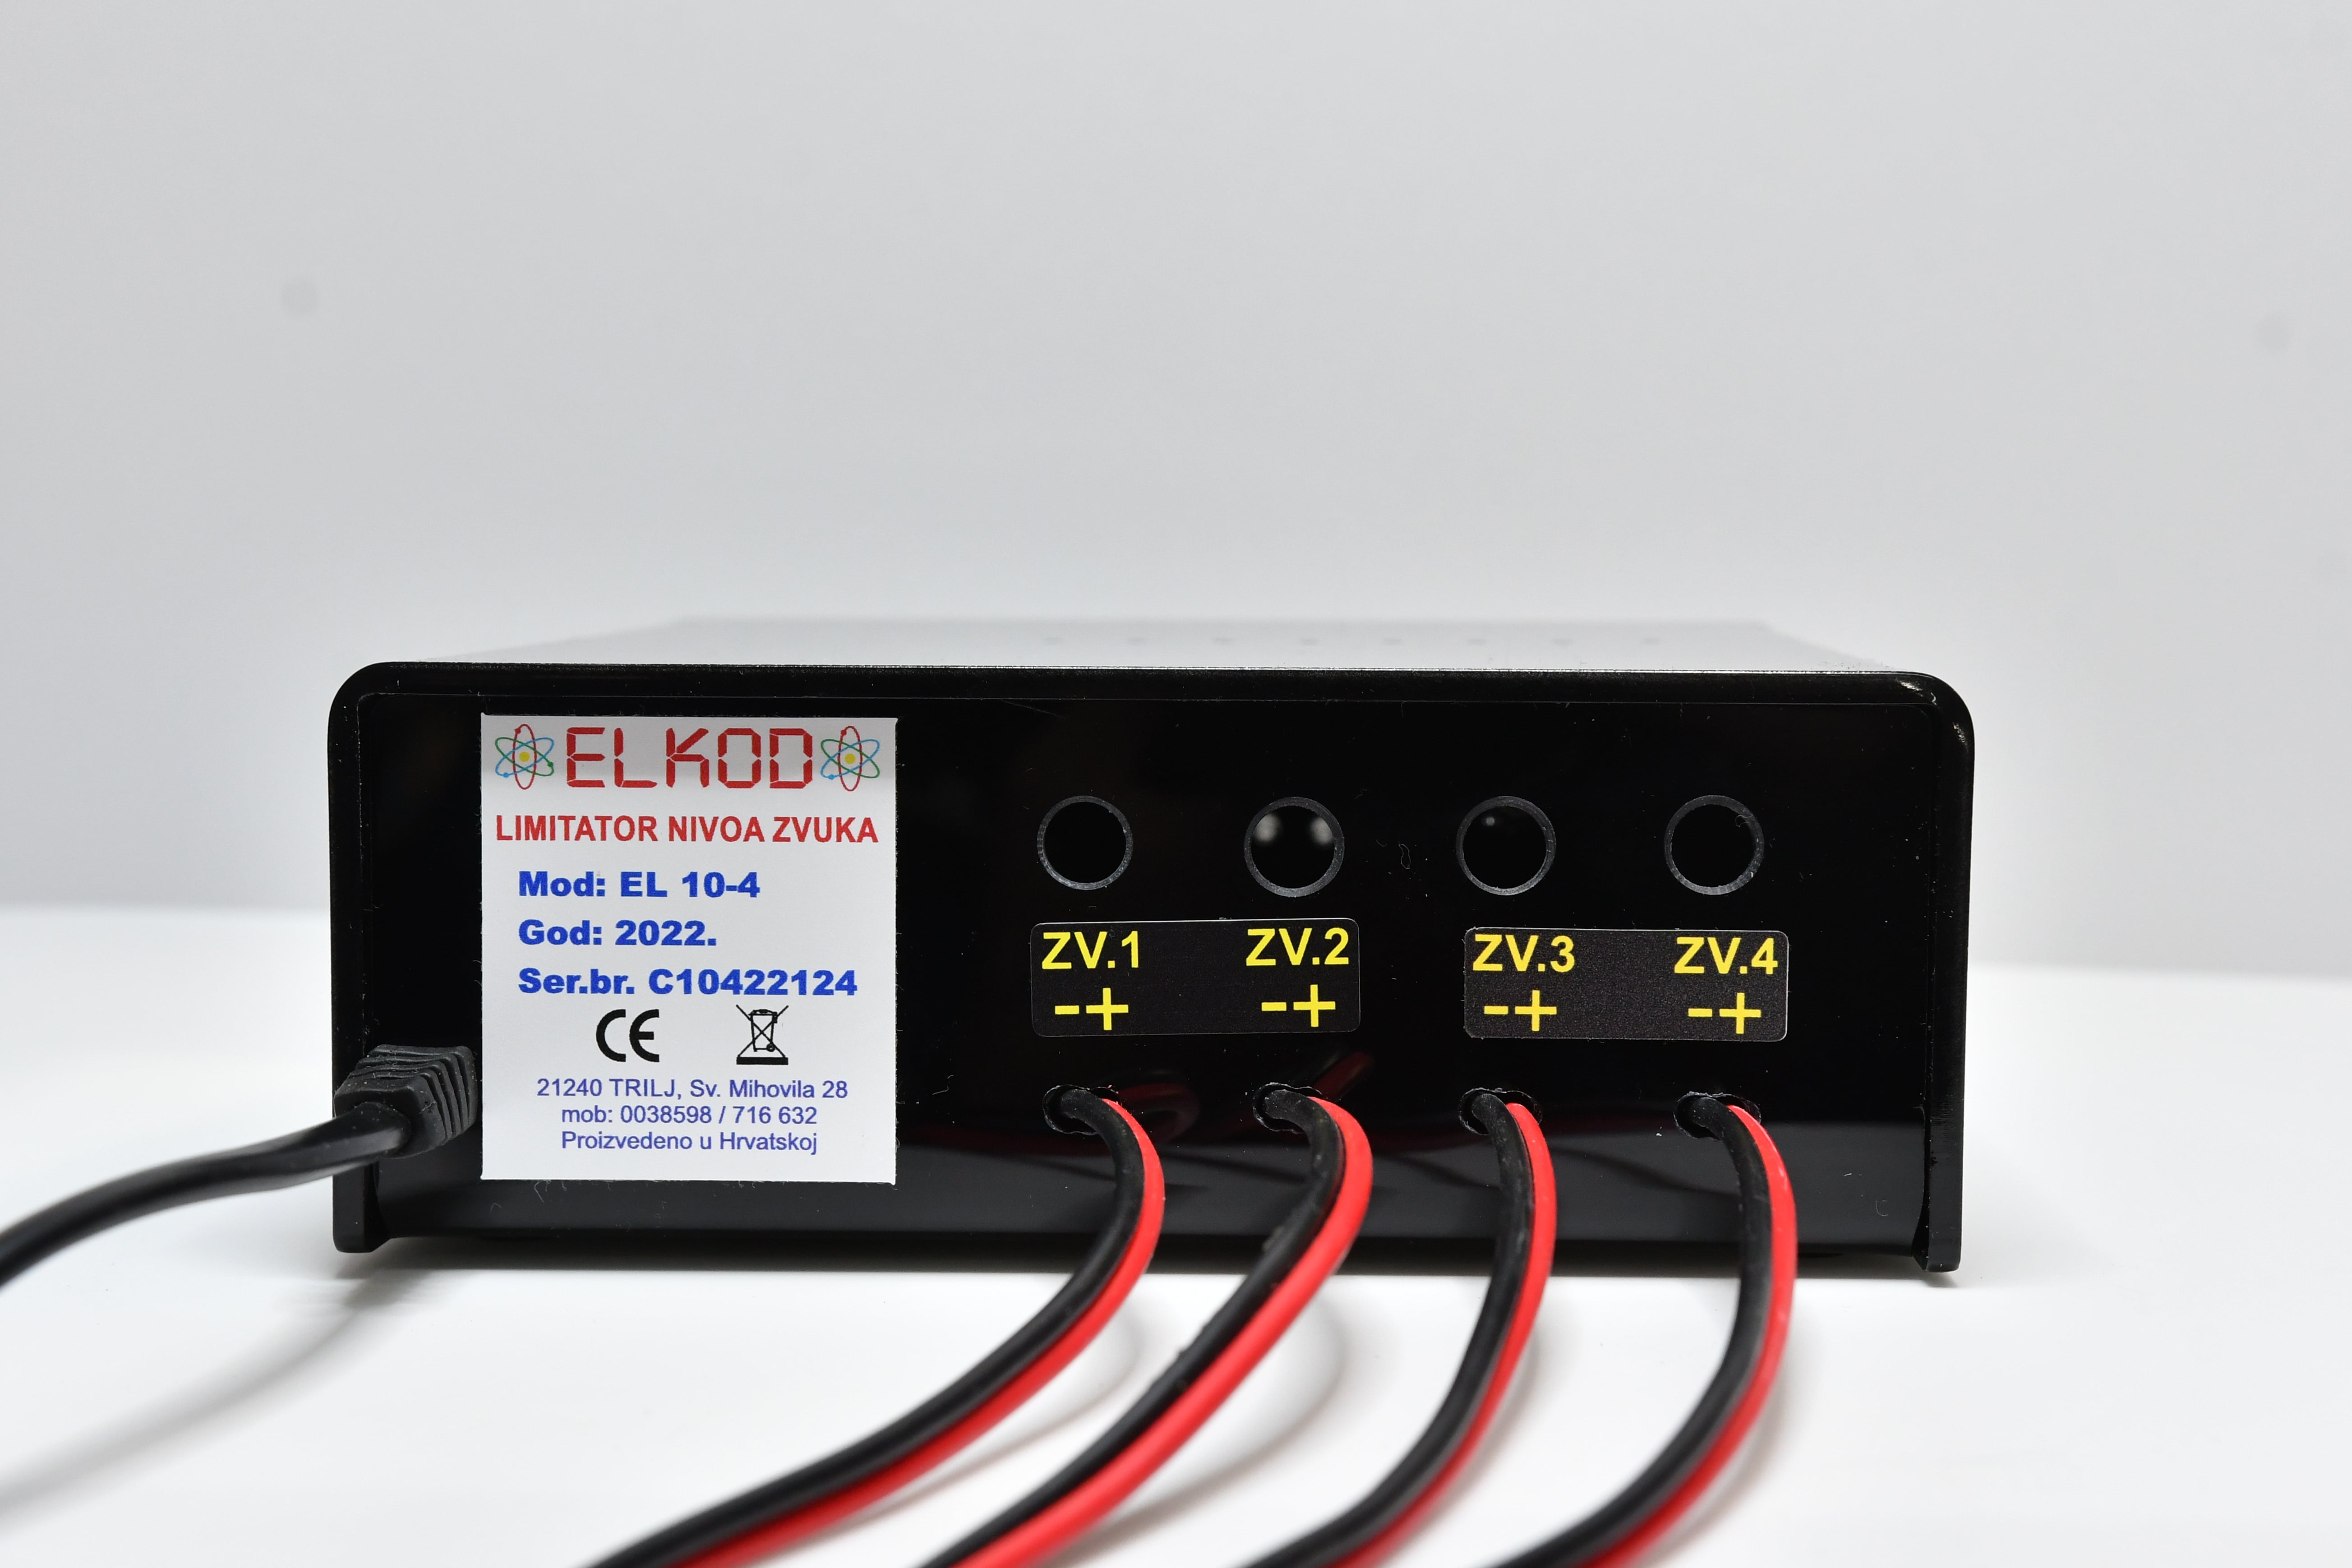 ELKOD
LIMITATOR NIVOA ZVUKA
Mod: EL 10-4
God: 2022.
Ser.br. C10422124
CE
21240 TRILJ, Sv. Mihovila 28
mob: 0038598 / 716 632
Proizvedeno u Hrvatskoj
ZV.1 ZV.2
-+ -+
ZV.3 ZV.4
-+ -+